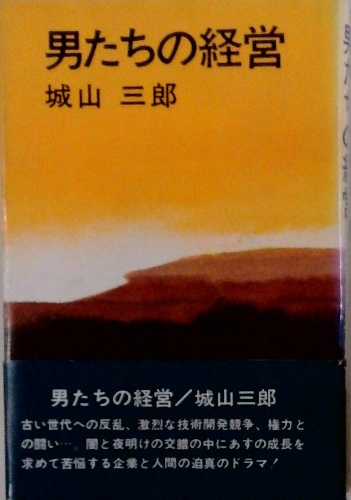 男たちの経営
城山 三郎
男たちの経営／城山三郎
古い世代への反乱、激烈な技術開発競争、権力と
の闘い…。闇と夜明けの交錯の中にあすの成長を
求めて苦悩する企業と人間の迫真のドラマ！